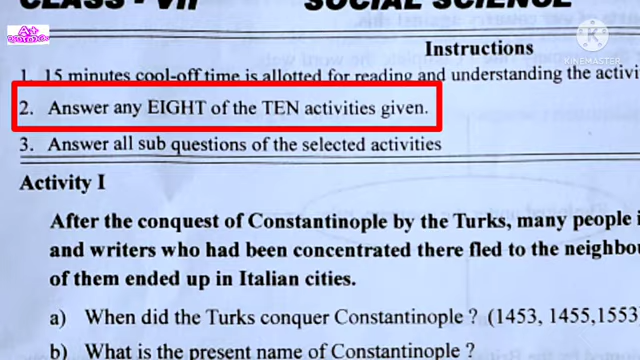 CLASS - VII SOCIAL SCIENCE
A+
KINEMASTER
Instructions
1. 15 minutes cool-off time is allotted for reading and understanding the activi
2. Answer any EIGHT of the TEN activities given.
3. Answer all sub questions of the selected activities
Activity I
After the conquest of Constantinople by the Turks, many people i
and writers who had been concentrated there fled to the neighbou
of them ended up in Italian cities.
a) When did the Turks conquer Constantinople ? (1453, 1455,1553
b) What is the present name of Constantinople ?